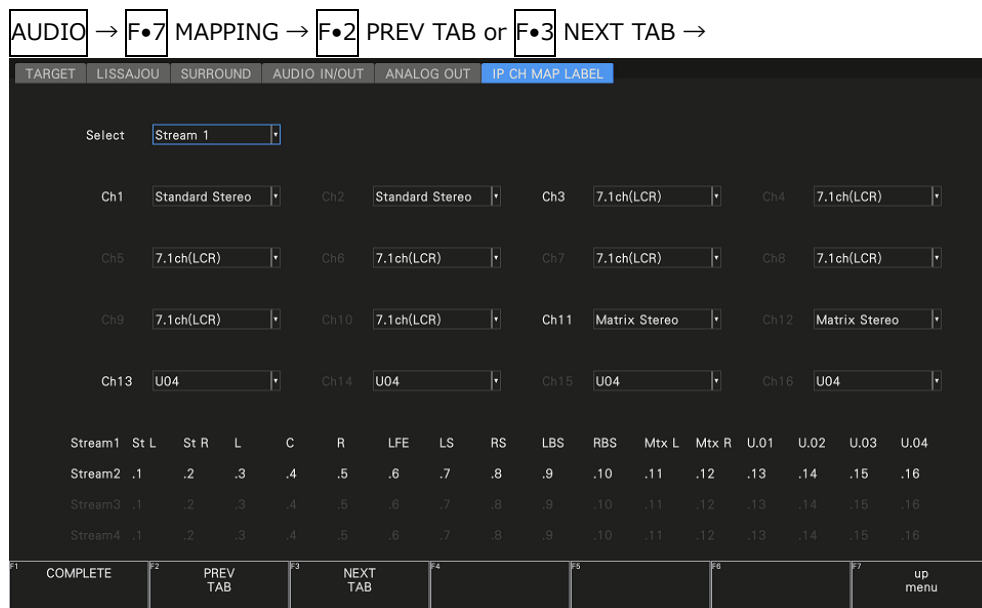 AUDIO → F•7 MAPPING → F•2 PREV TAB or F•3 NEXT TAB →
TARGET LISSAJOU SURROUND AUDIO IN/OUT ANALOG OUT IP CH MAP LABEL
Select Stream 1
Ch1 Standard Stereo Ch2 Standard Stereo Ch3 7.1ch(LCR) Ch4 7.1ch(LCR)
Ch5 7.1ch(LCR) Ch6 7.1ch(LCR) Ch7 7.1ch(LCR) Ch8 7.1ch(LCR)
Ch9 7.1ch(LCR) Ch10 7.1ch(LCR) Ch11 Matrix Stereo Ch12 Matrix Stereo
Ch13 U04 Ch14 U04 Ch15 U04 Ch16 U04
Stream1 St L St R L C R LFE LS RS LBS RBS Mtx L Mtx R U.01 U.02 U.03 U.04
Stream2 .1 .2 .3 .4 .5 .6 .7 .8 .9 .10 .11 .12 .13 .14 .15 .16
Stream3 .1 .2 .3 .4 .5 .6 .7 .8 .9 .10 .11 .12 .13 .14 .15 .16
Stream4 .1 .2 .3 .4 .5 .6 .7 .8 .9 .10 .11 .12 .13 .14 .15 .16
F1 COMPLETE F2 PREV TAB F3 NEXT TAB F4 F5 F6 F7 up menu